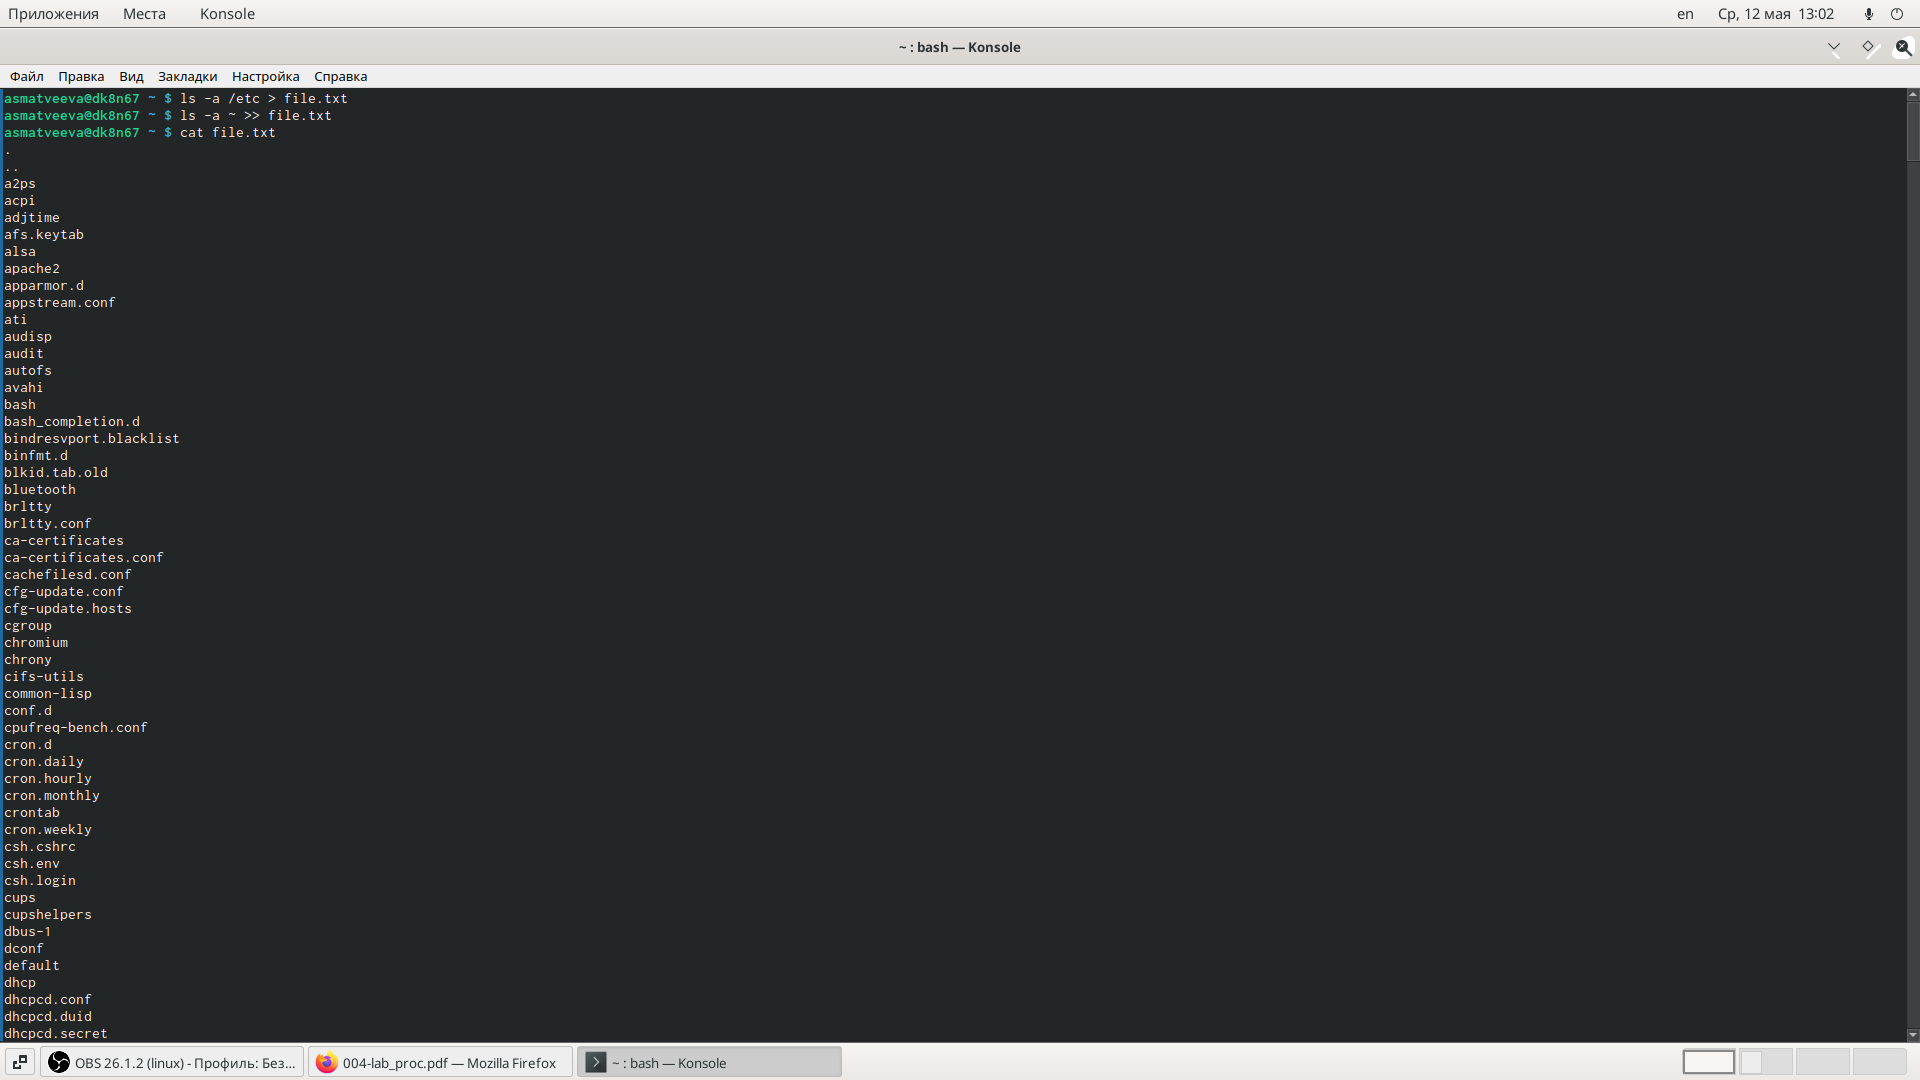 Приложения Места Konsole en Ср, 12 мая 13:02
~ : bash — Konsole
Файл Правка Вид Закладки Настройка Справка
asmatveeva@dk8n67 ~ $ ls -a /etc > file.txt
asmatveeva@dk8n67 ~ $ ls -a ~ >> file.txt
asmatveeva@dk8n67 ~ $ cat file.txt
.
..
a2ps
acpi
adjtime
afs.keytab
alsa
apache2
apparmor.d
appstream.conf
ati
audisp
audit
autofs
avahi
bash
bash_completion.d
bindresvport.blacklist
binfmt.d
blkid.tab.old
bluetooth
brltty
brltty.conf
ca-certificates
ca-certificates.conf
cachefilesd.conf
cfg-update.conf
cfg-update.hosts
cgroup
chromium
chrony
cifs-utils
common-lisp
conf.d
cpufreq-bench.conf
cron.d
cron.daily
cron.hourly
cron.monthly
crontab
cron.weekly
csh.cshrc
csh.env
csh.login
cups
cupshelpers
dbus-1
dconf
default
dhcp
dhcpcd.conf
dhcpcd.duid
dhcpcd.secret
OBS 26.1.2 (linux) - Профиль: Без... 004-lab_proc.pdf — Mozilla Firefox ~ : bash — Konsole